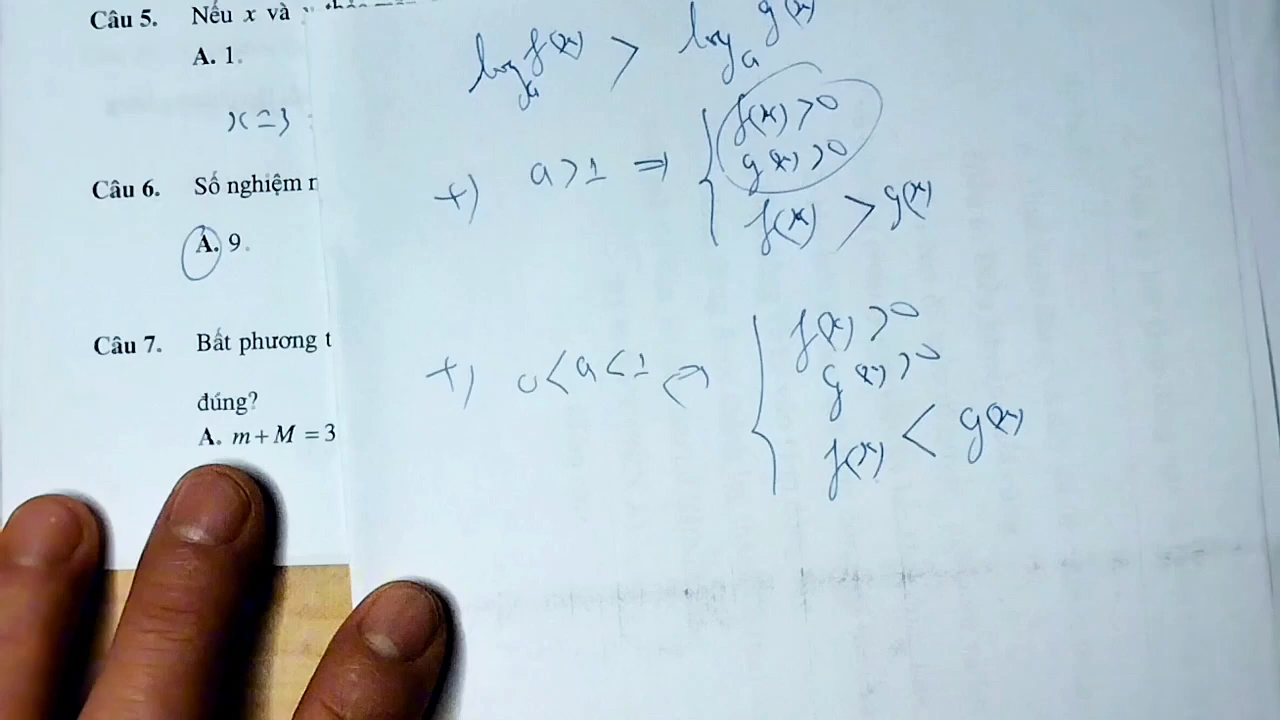 Câu 5. Nếu x và
A. 1.
x = 3
Câu 6. Số nghiệm
A. 9.
Câu 7. Bất phương
đúng?
A. m + M = 3
log_a f(x) > log_a g(x)
+) a > 1 => { f(x) > 0
g(x) > 0
f(x) > g(x)
+) 0 < a < 1 <=> { f(x) > 0
g(x) > 0
f(x) < g(x)